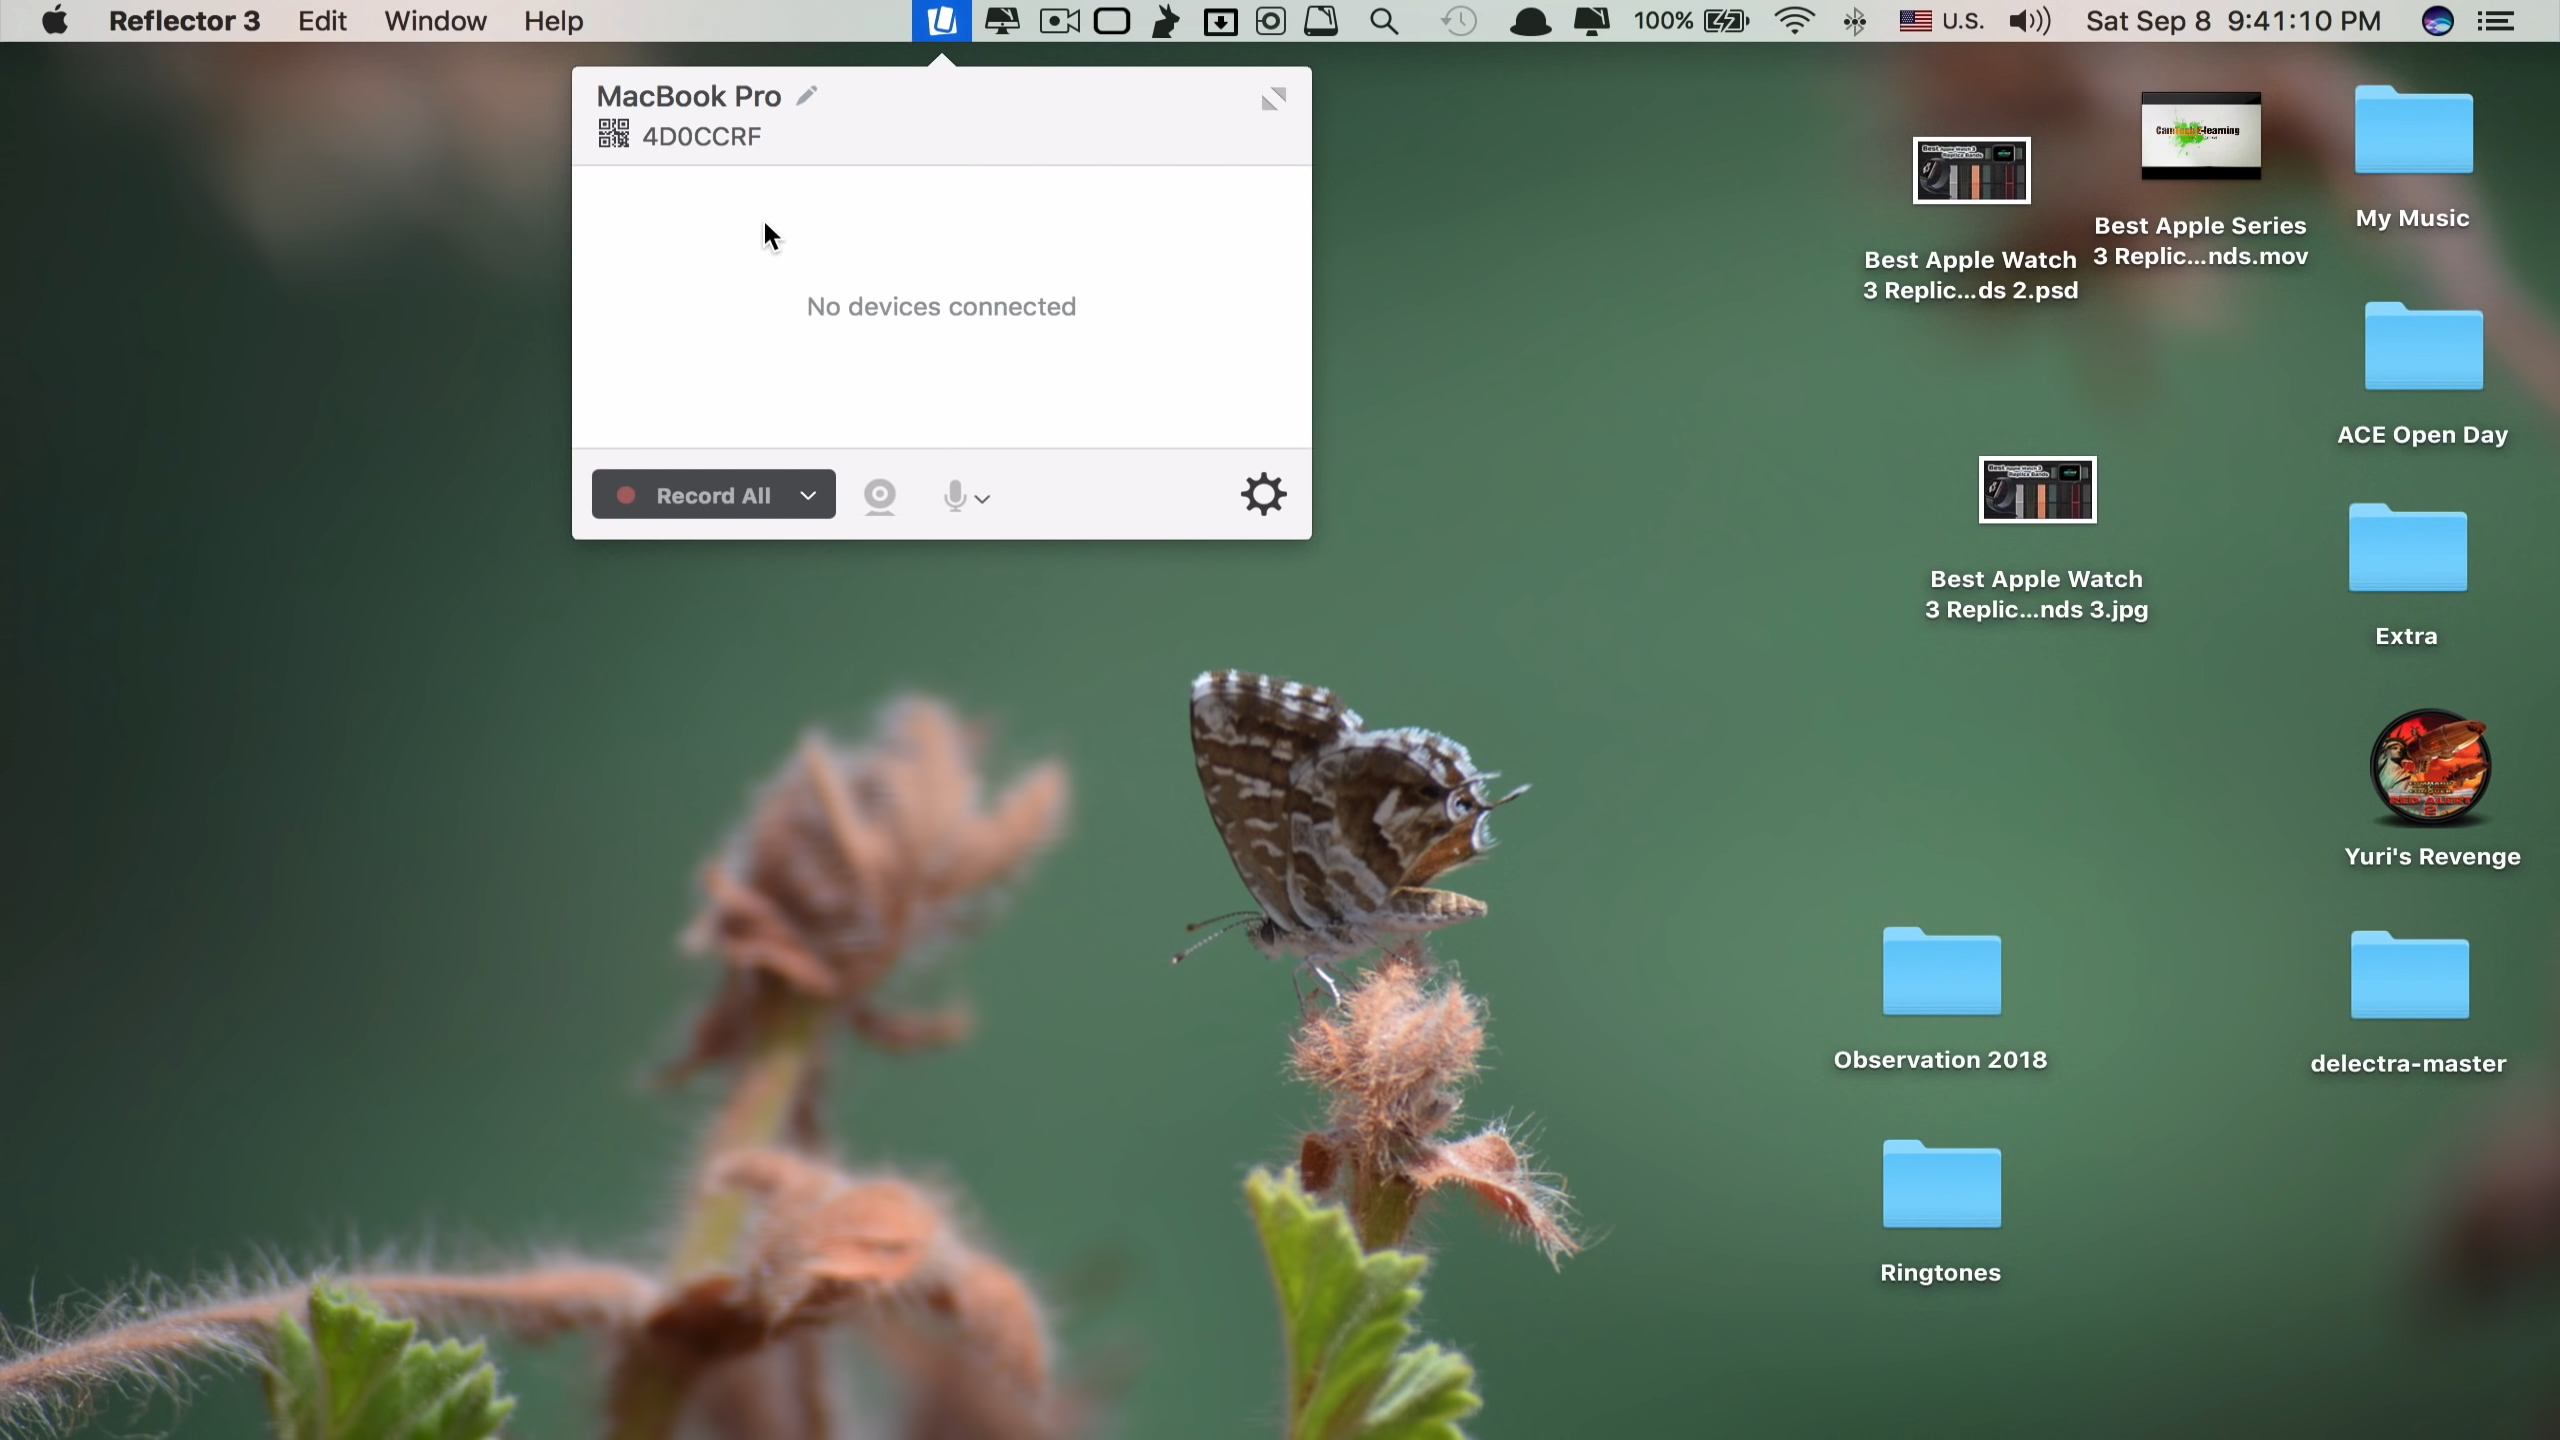 Reflector 3 Edit Window Help 100% U.S. Sat Sep 8 9:41:10 PM
MacBook Pro
4D0CCRF
No devices connected
Record All
Best Apple Watch
3 Replic...ds 2.psd
Best Apple Series
3 Replic...nds.mov
My Music
ACE Open Day
Best Apple Watch
3 Replic...nds 3.jpg
Extra
RED ALERT
2
Yuri's Revenge
Observation 2018
delectra-master
Ringtones